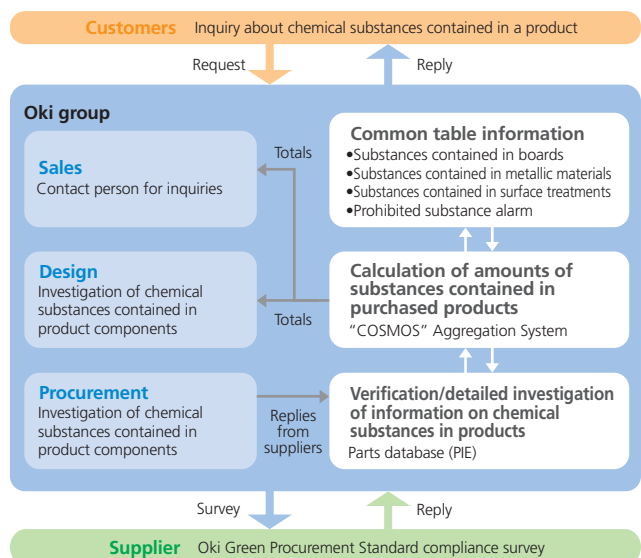 Customers Inquiry about chemical substances contained in a product
Request
Reply
Oki group
Sales
Contact person for inquiries
Totals
Common table information
•Substances contained in boards
•Substances contained in metallic materials
•Substances contained in surface treatments
•Prohibited substance alarm
Design
Investigation of chemical
substances contained in
product components
Totals
Calculation of amounts of
substances contained in
purchased products
“COSMOS” Aggregation System
Procurement
Investigation of chemical
substances contained in
product components
Replies
from
suppliers
Verification/detailed investigation
of information on chemical
substances in products
Parts database (PIE)
Survey
Reply
Supplier Oki Green Procurement Standard compliance survey